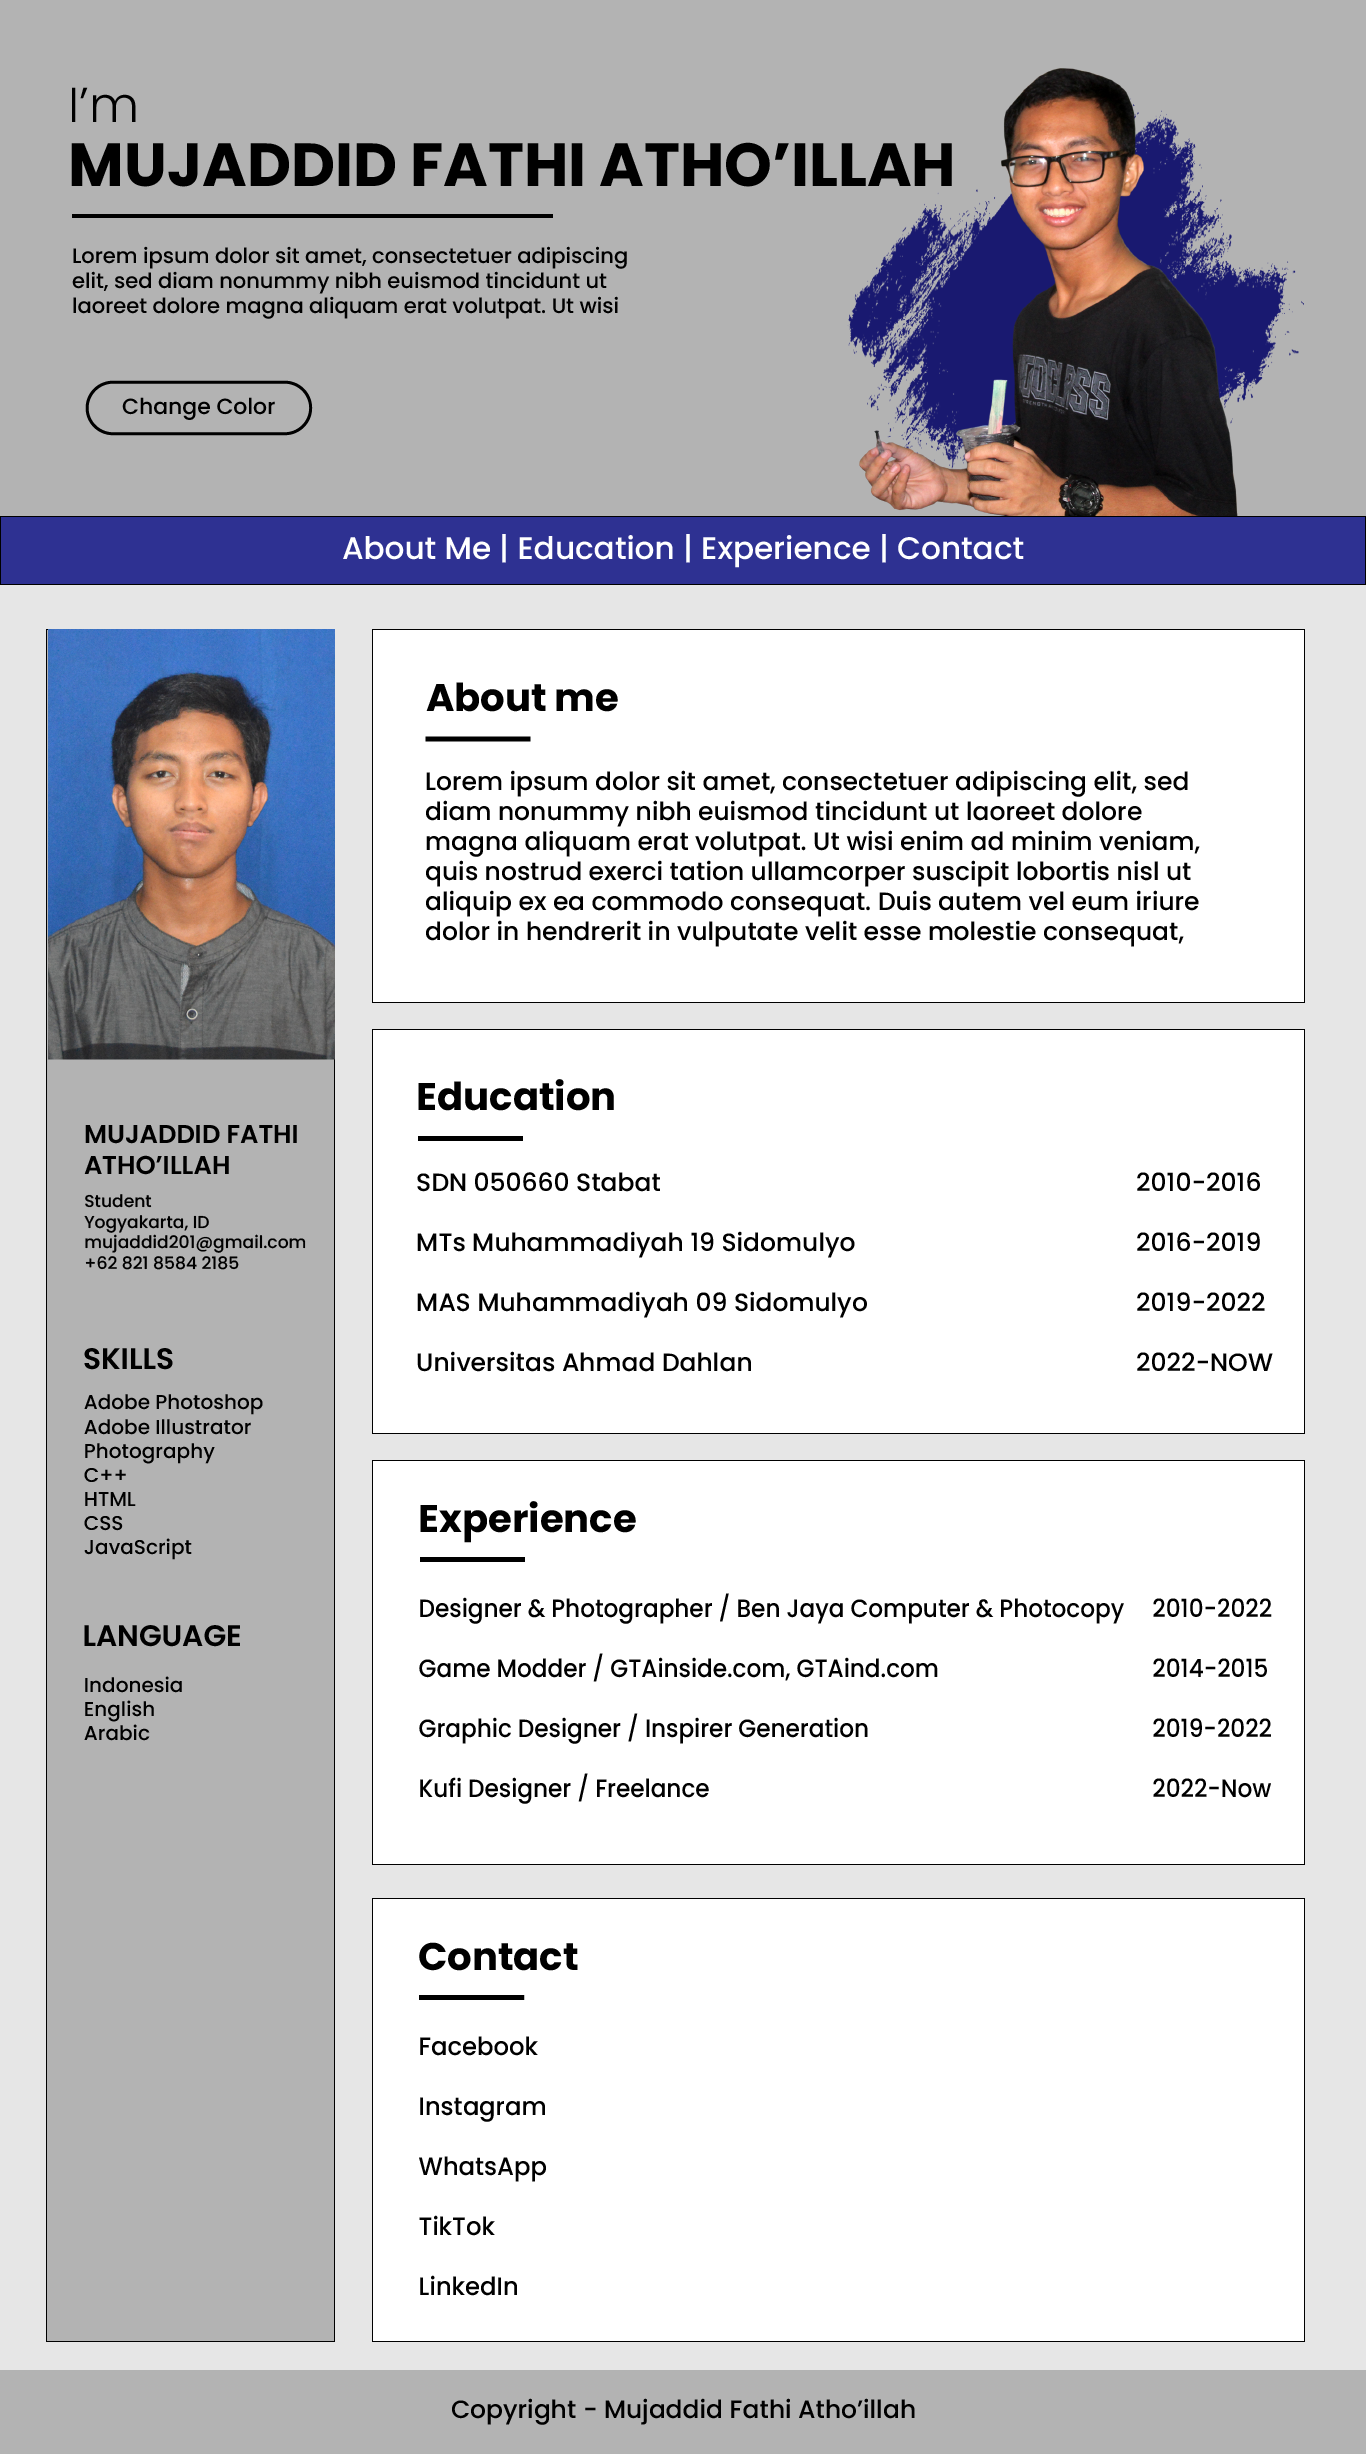 I’m
MUJADDID FATHI ATHO’ILLAH
Lorem ipsum dolor sit amet, consectetuer adipiscing
elit, sed diam nonummy nibh euismod tincidunt ut
laoreet dolore magna aliquam erat volutpat. Ut wisi
Change Color
About Me | Education | Experience | Contact
MUJADDID FATHI
ATHO’ILLAH
Student
Yogyakarta, ID
mujaddid201@gmail.com
+62 821 8584 2185
SKILLS
Adobe Photoshop
Adobe Illustrator
Photography
C++
HTML
CSS
JavaScript
LANGUAGE
Indonesia
English
Arabic
About me
Lorem ipsum dolor sit amet, consectetuer adipiscing elit, sed
diam nonummy nibh euismod tincidunt ut laoreet dolore
magna aliquam erat volutpat. Ut wisi enim ad minim veniam,
quis nostrud exerci tation ullamcorper suscipit lobortis nisl ut
aliquip ex ea commodo consequat. Duis autem vel eum iriure
dolor in hendrerit in vulputate velit esse molestie consequat,
Education
SDN 050660 Stabat 2010-2016
MTs Muhammadiyah 19 Sidomulyo 2016-2019
MAS Muhammadiyah 09 Sidomulyo 2019-2022
Universitas Ahmad Dahlan 2022-NOW
Experience
Designer & Photographer / Ben Jaya Computer & Photocopy 2010-2022
Game Modder / GTAinside.com, GTAind.com 2014-2015
Graphic Designer / Inspirer Generation 2019-2022
Kufi Designer / Freelance 2022-Now
Contact
Facebook
Instagram
WhatsApp
TikTok
LinkedIn
Copyright - Mujaddid Fathi Atho’illah